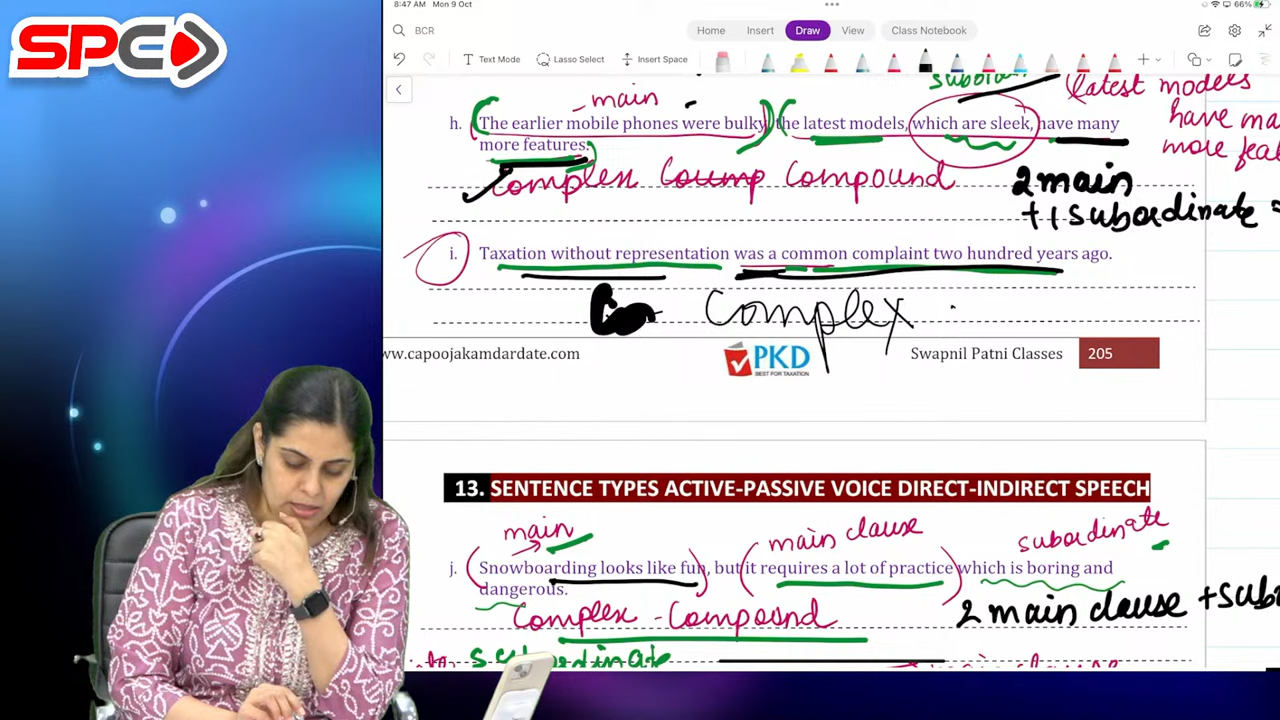 8:47 AM Mon 9 Oct
66%
SPC
BCR
Home Insert Draw View Class Notebook
Text Mode Lasso Select Insert Space
main
latest models
h. The earlier mobile phones were bulky, the latest models, which are sleek, have many
more features.
have ma
more fea
complex compound
2 main
+1 subordinate
i. Taxation without representation was a common complaint two hundred years ago.
Complex
ww.capoojakamdardate.com
PKD
BEST FOR TAXATION
Swapnil Patni Classes 205
13. SENTENCE TYPES ACTIVE-PASSIVE VOICE DIRECT-INDIRECT SPEECH
main main clause subordinate
j. Snowboarding looks like fun, but it requires a lot of practice which is boring and
dangerous.
Complex - Compound
2 main clause + sub
subordinate
main clause